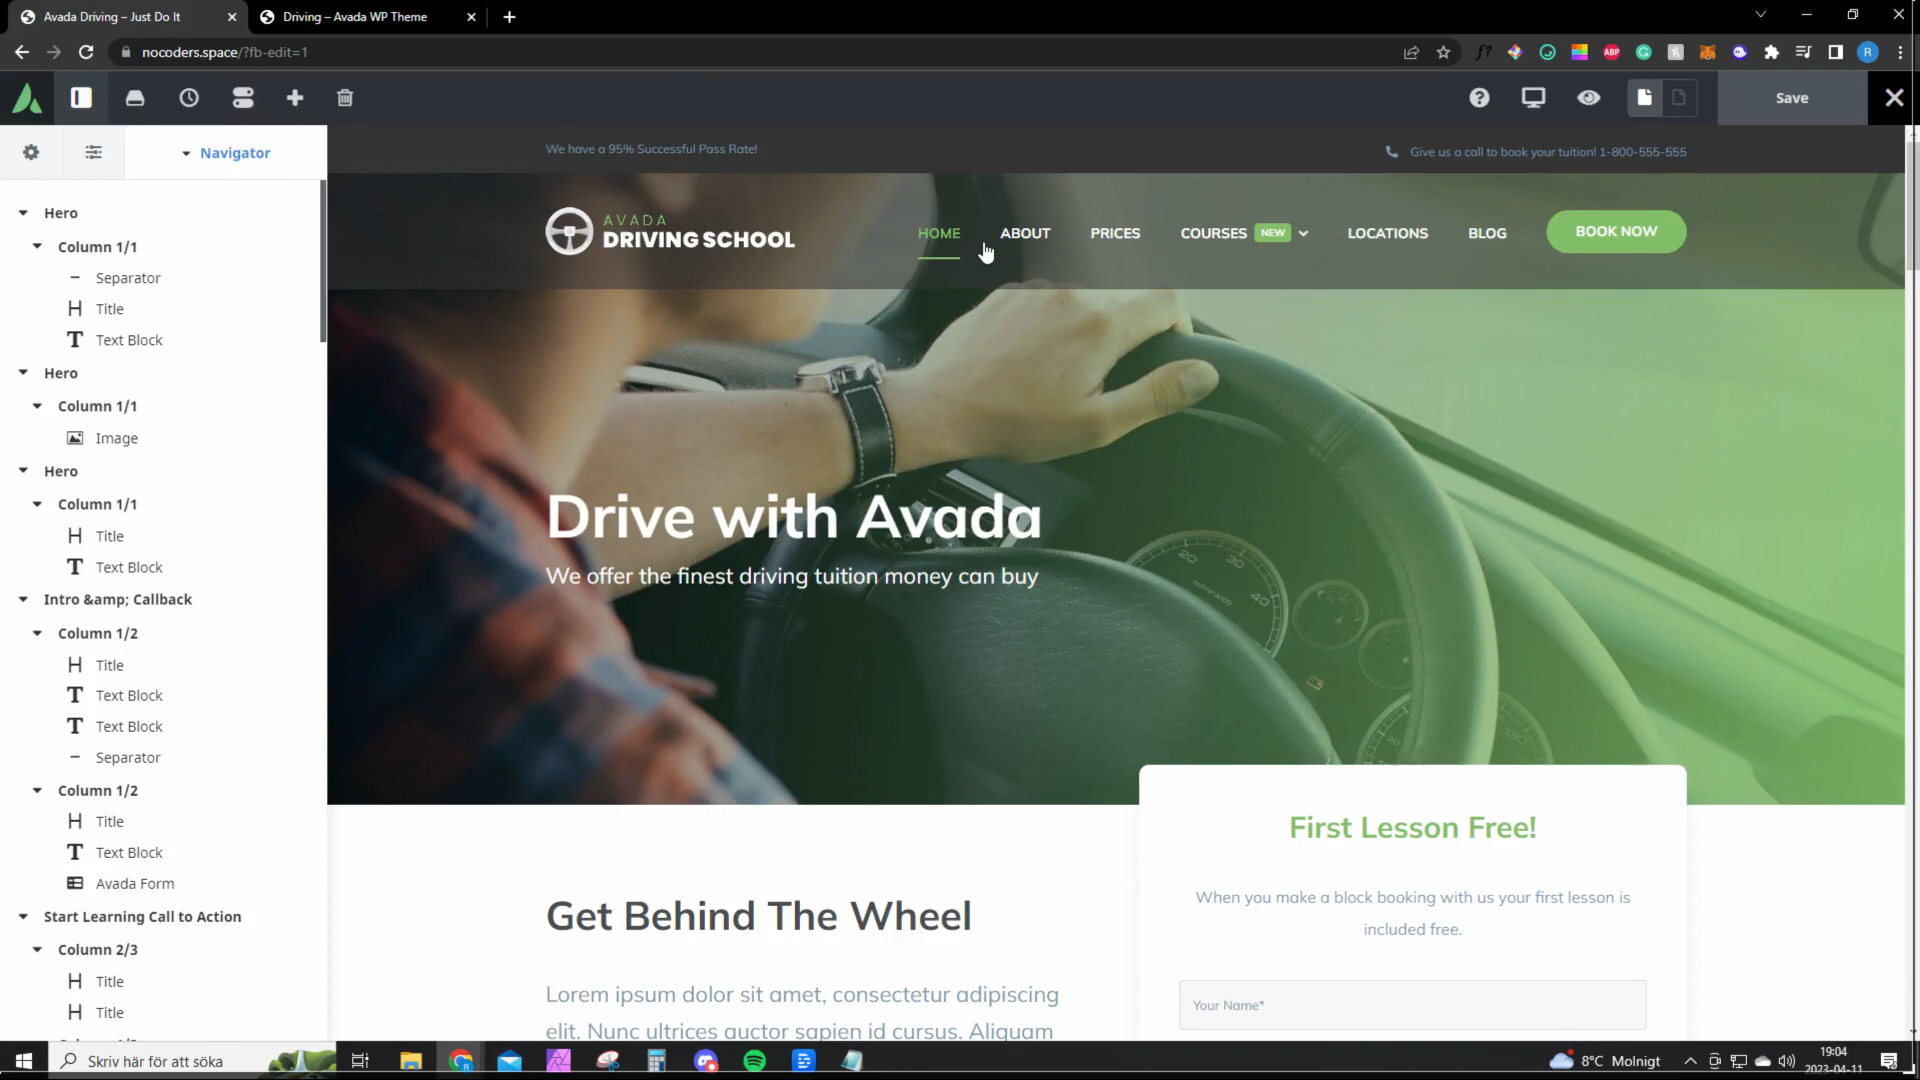 Avada Driving – Just Do It
Driving – Avada WP Theme
nocoders.space/?fb-edit=1
ABP
R
Save
Navigator
We have a 95% Successful Pass Rate!
Give us a call to book your tuition! 1-800-555-555
AVADA
DRIVING SCHOOL
HOME
ABOUT
PRICES
COURSES NEW
LOCATIONS
BLOG
BOOK NOW
Hero
Column 1/1
Separator
Title
Text Block
Hero
Column 1/1
Image
Hero
Column 1/1
Title
Text Block
Intro &amp; Callback
Column 1/2
Title
Text Block
Text Block
Separator
Column 1/2
Title
Text Block
Avada Form
Start Learning Call to Action
Column 2/3
Title
Title
Drive with Avada
We offer the finest driving tuition money can buy
20
30
40
First Lesson Free!
When you make a block booking with us your first lesson is
included free.
Your Name*
Get Behind The Wheel
Lorem ipsum dolor sit amet, consectetur adipiscing
elit. Nunc ultrices auctor sapien id cursus. Aliquam
Skriv här för att söka
8°C Molnigt
19:04
2023-04-11